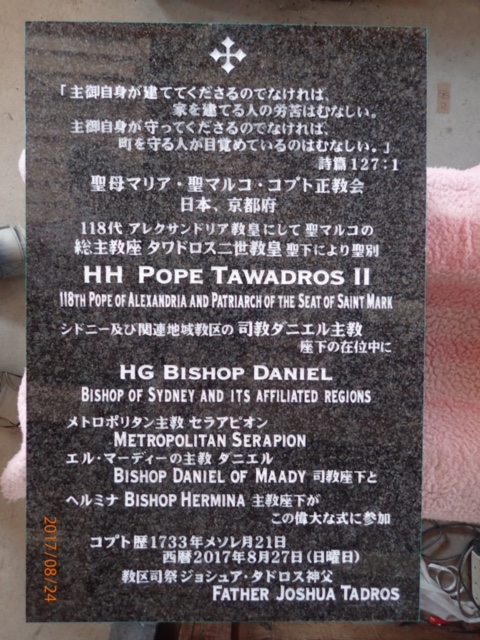 「主御自身が建ててくださるのでなければ、
家を建てる人の労苦はむなしい。
主御自身が守ってくださるのでなければ、
町を守る人が目覚めているのはむなしい。」
詩篇127:1
聖母マリア・聖マルコ・コプト正教会
日本、京都府
118代 アレクサンドリア教皇にして 聖マルコの
総主教座 タワドロス二世教皇 聖下により聖別
HH POPE TAWADROS II
118TH POPE OF ALEXANDRIA AND PATRIARCH OF THE SEAT OF SAINT MARK
シドニー及び関連地域教区の 司教ダニエル主教
座下の在位中に
HG BISHOP DANIEL
BISHOP OF SYDNEY AND ITS AFFILIATED REGIONS
メトロポリタン主教 セラアピオン
METROPOLITAN SERAPION
エル・マーディーの主教 ダニエル
BISHOP DANIEL OF MAADY 司教座下と
ヘルミナ BISHOP HERMINA 主教座下が
この偉大な式に参加
コプト歴1733年メソレ月21日
西暦2017年8月27日(日曜日)
教区司祭ジョシュア・タドロス神父
FATHER JOSHUA TADROS
2017/08/24